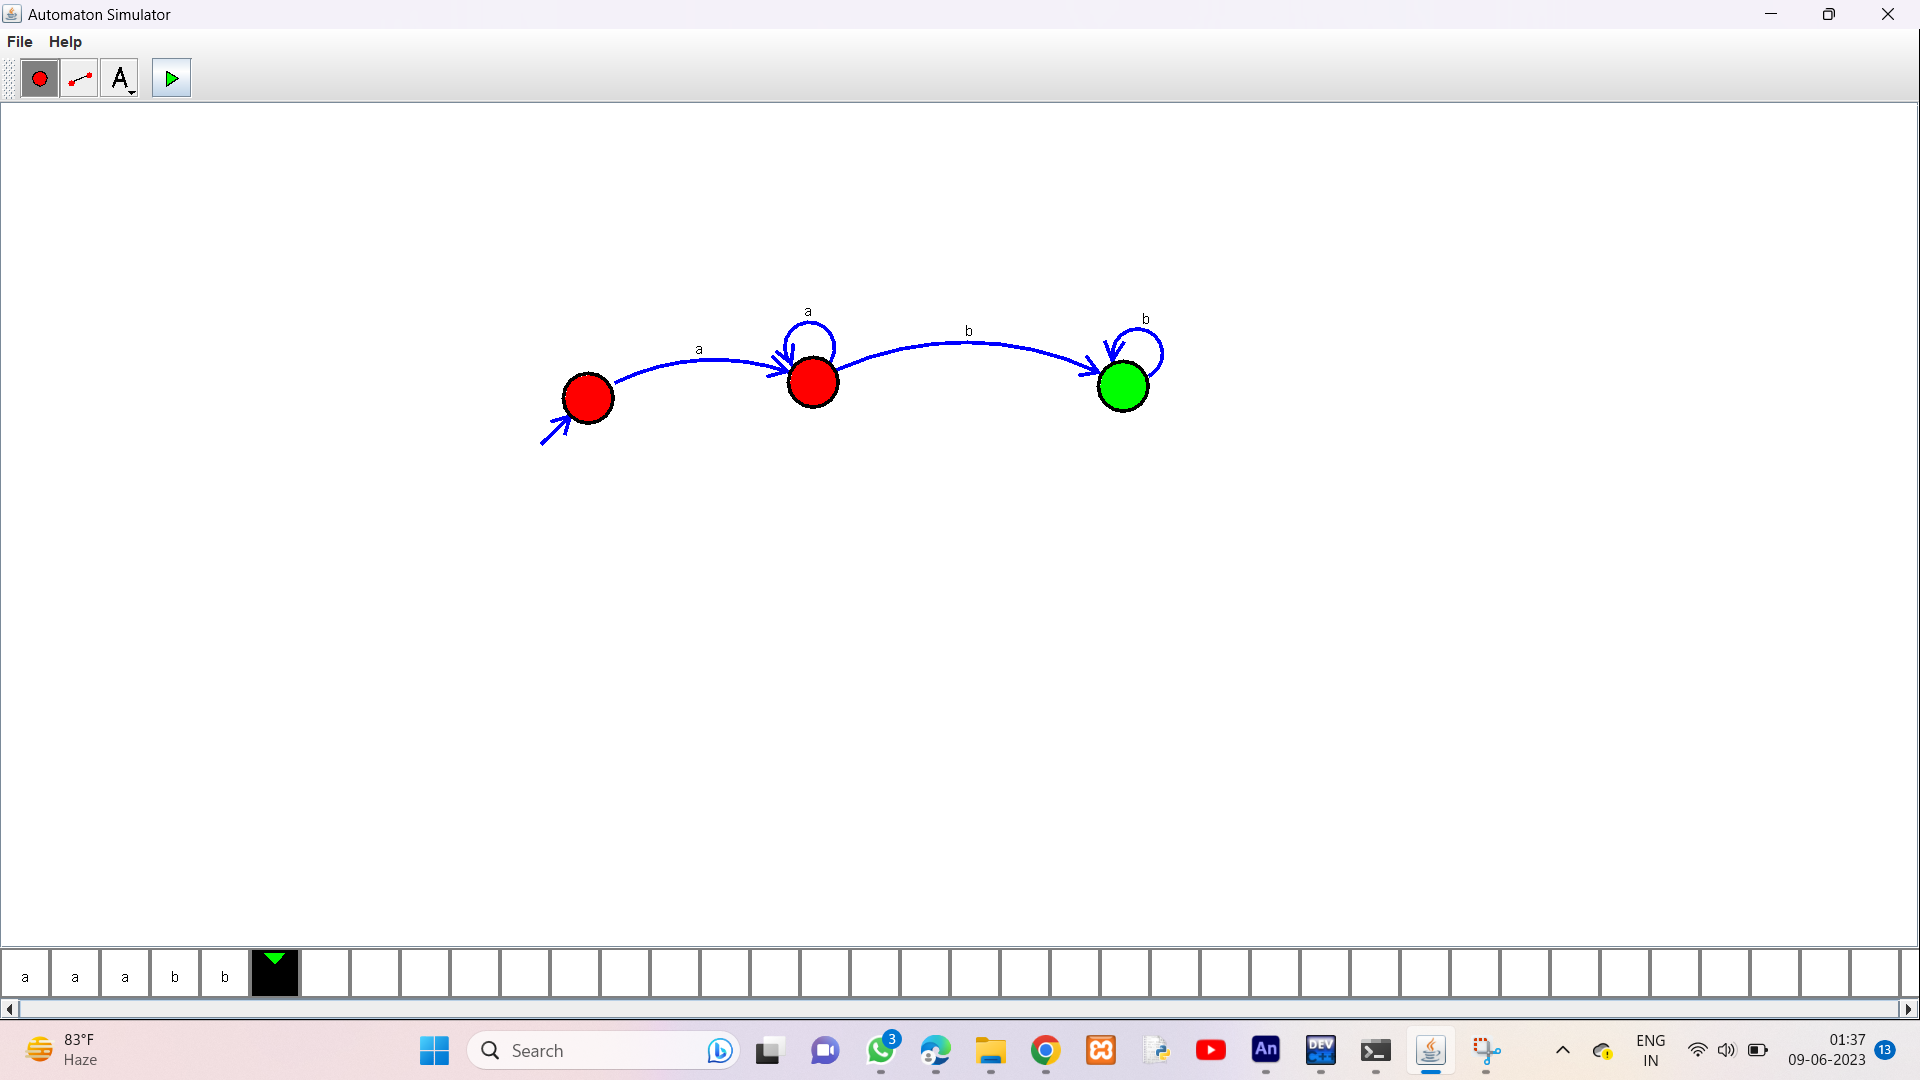 Automaton Simulator
File Help
A
a
a
b
b
a a a b b
83°F
Haze
Search
3
An
DEV
ENG
IN
01:37
09-06-2023
13